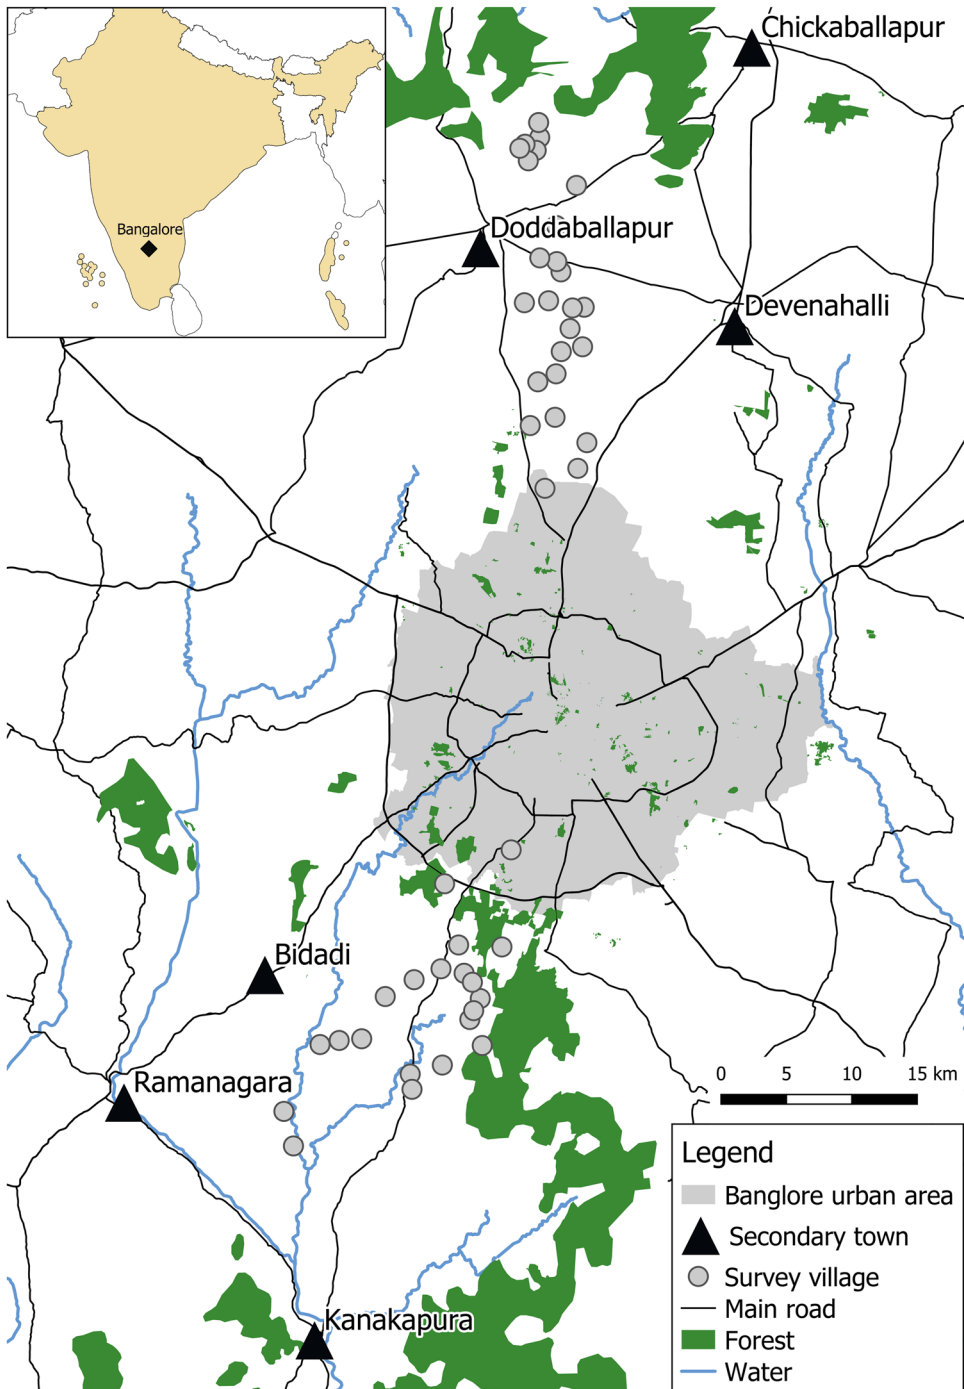 Chickaballapur
Bangalore
Doddaballapur
Devenahalli
Bidadi
Ramanagara
0 5 10 15 km
Legend
Banglore urban area
Secondary town
Survey village
Main road
Forest
Water
Kanakapura